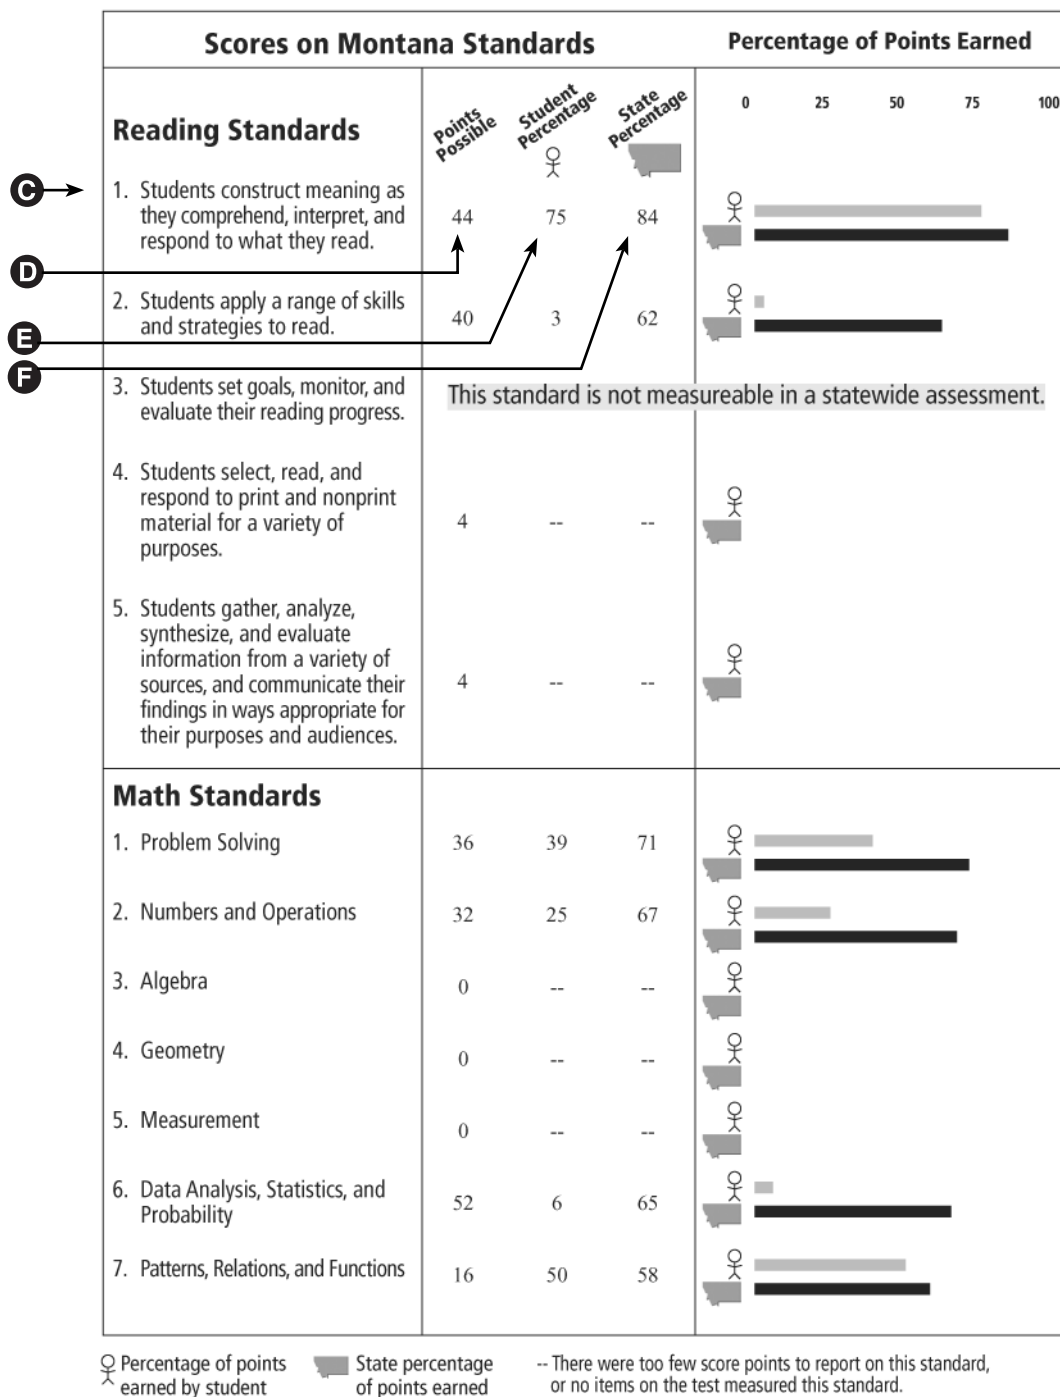 Scores on Montana Standards
Percentage of Points Earned
Reading Standards
Points Possible
Student Percentage
State Percentage
0 25 50 75 100
C
1. Students construct meaning as
they comprehend, interpret, and
respond to what they read.
44 75 84
D
2. Students apply a range of skills
and strategies to read.
40 3 62
E
F
3. Students set goals, monitor, and
evaluate their reading progress.
This standard is not measureable in a statewide assessment.
4. Students select, read, and
respond to print and nonprint
material for a variety of
purposes.
4 -- --
5. Students gather, analyze,
synthesize, and evaluate
information from a variety of
sources, and communicate their
findings in ways appropriate for
their purposes and audiences.
4 -- --
Math Standards
1. Problem Solving 36 39 71
2. Numbers and Operations 32 25 67
3. Algebra 0 -- --
4. Geometry 0 -- --
5. Measurement 0 -- --
6. Data Analysis, Statistics, and
Probability
52 6 65
7. Patterns, Relations, and Functions 16 50 58
Percentage of points
earned by student
State percentage
of points earned
-- There were too few score points to report on this standard,
or no items on the test measured this standard.